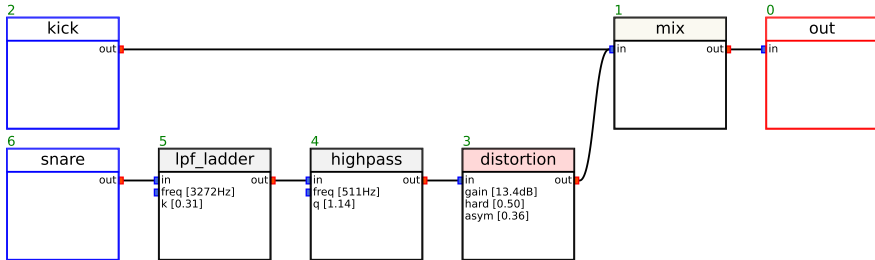 2
kick
out
1
mix
in out
0
out
in
6
snare
out
5
lpf_ladder
in out
freq [3272Hz]
k [0.31]
4
highpass
in out
freq [511Hz]
q [1.14]
3
distortion
in out
gain [13.4dB]
hard [0.50]
asym [0.36]